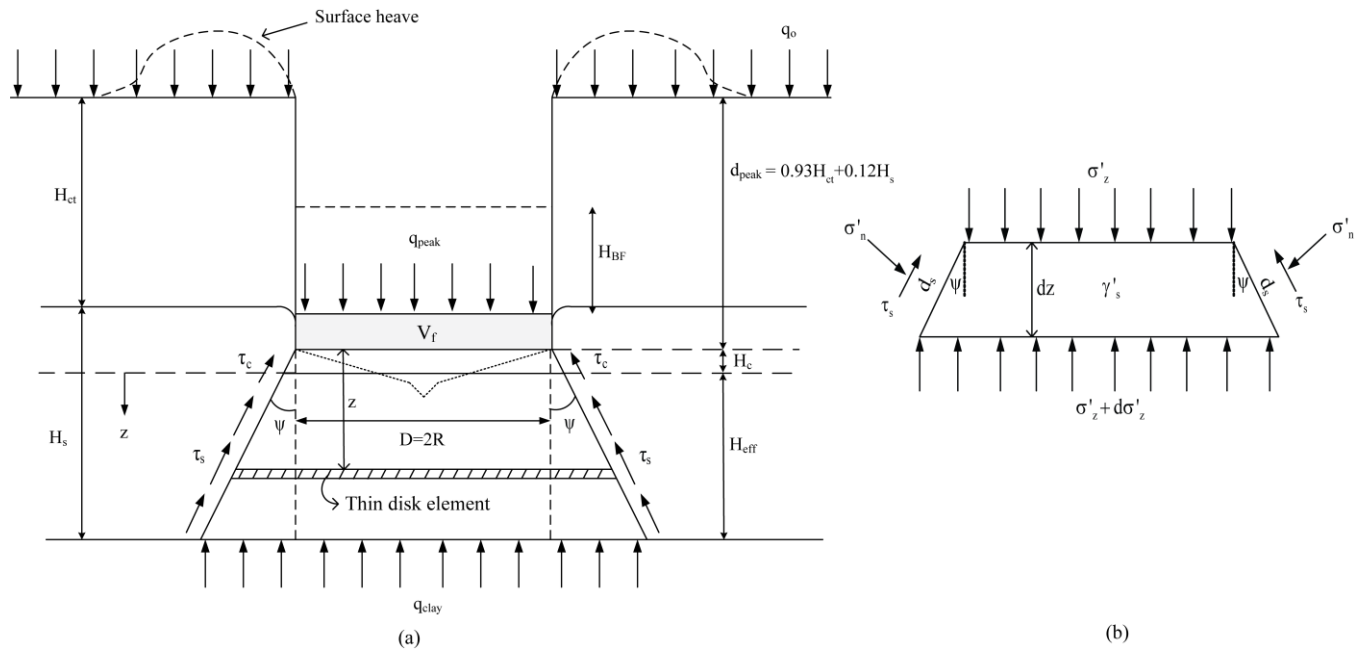 Surface heave
q₀
H_ct
d_peak = 0.93H_ct+0.12H_s
q_peak
H_BF
V_f
τ_c
τ_c
H_c
z
z
ψ
ψ
D=2R
H_s
τ_s
τ_s
H_eff
Thin disk element
q_clay
(a)
σ'_z
σ'_n
σ'_n
d_s
ψ
dz
γ'_s
ψ
d_s
τ_s
τ_s
σ'_z+dσ'_z
(b)